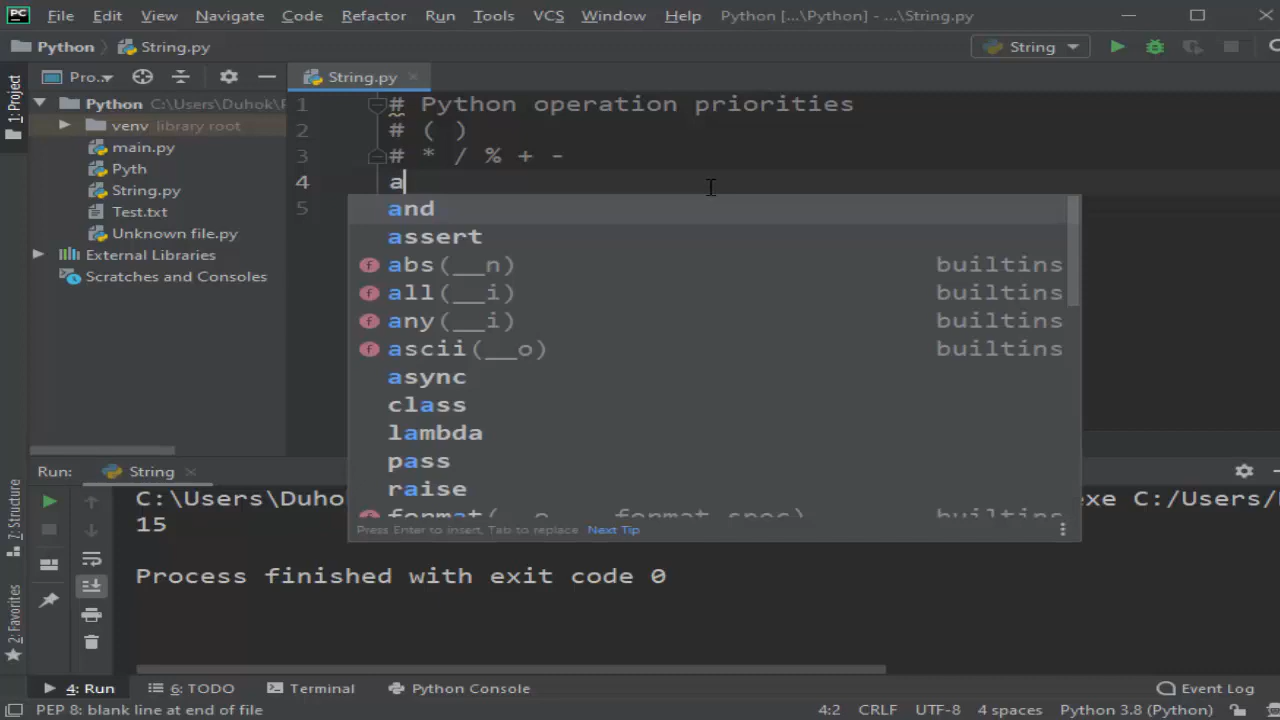 PC File Edit View Navigate Code Refactor Run Tools VCS Window Help Python [...\Python] - ...\String.py
Python String.py String
1: Project
Pro... String.py
Python C:\Users\Duhok\
venv library root
main.py
Pyth
String.py
Test.txt
Unknown file.py
External Libraries
Scratches and Consoles
1 # Python operation priorities
2 # ( )
3 # * / % + -
4 a
5
and
assert
f abs(__n) builtins
f all(__i) builtins
f any(__i) builtins
f ascii(__o) builtins
async
class
lambda
pass
raise
Press Enter to insert, Tab to replace Next Tip
7: Structure
2: Favorites
Run: String
C:\Users\Duho exe C:/Users/
15
Process finished with exit code 0
4: Run 6: TODO Terminal Python Console Event Log
PEP 8: blank line at end of file 4:2 CRLF UTF-8 4 spaces Python 3.8 (Python)